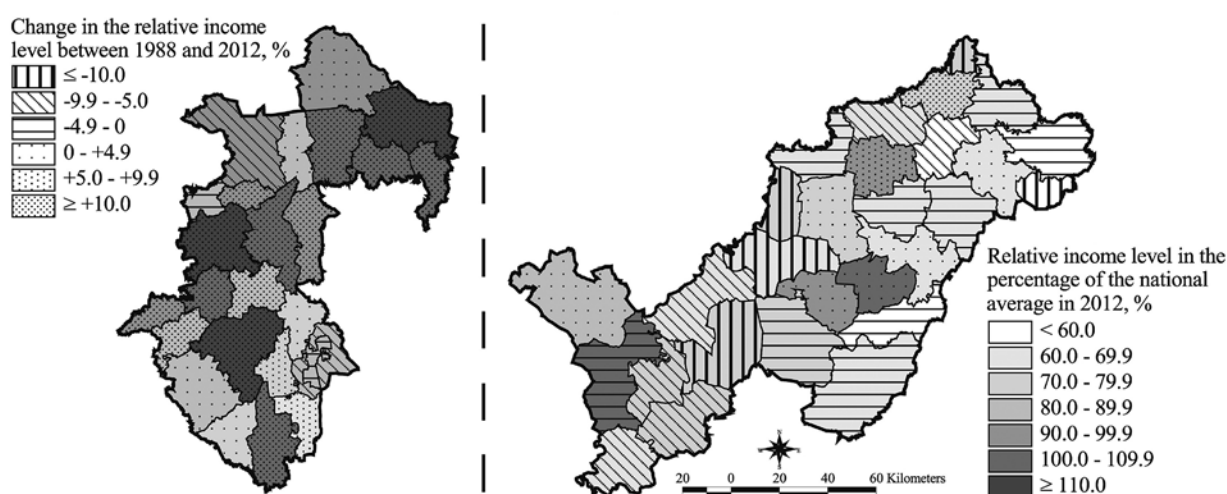 Change in the relative income
level between 1988 and 2012, %
≤ -10.0
-9.9 - -5.0
-4.9 - 0
0 - +4.9
+5.0 - +9.9
≥ +10.0
Relative income level in the
percentage of the national
average in 2012, %
< 60.0
60.0 - 69.9
70.0 - 79.9
80.0 - 89.9
90.0 - 99.9
100.0 - 109.9
≥ 110.0
N
W E
S
20 0 20 40 60 Kilometers